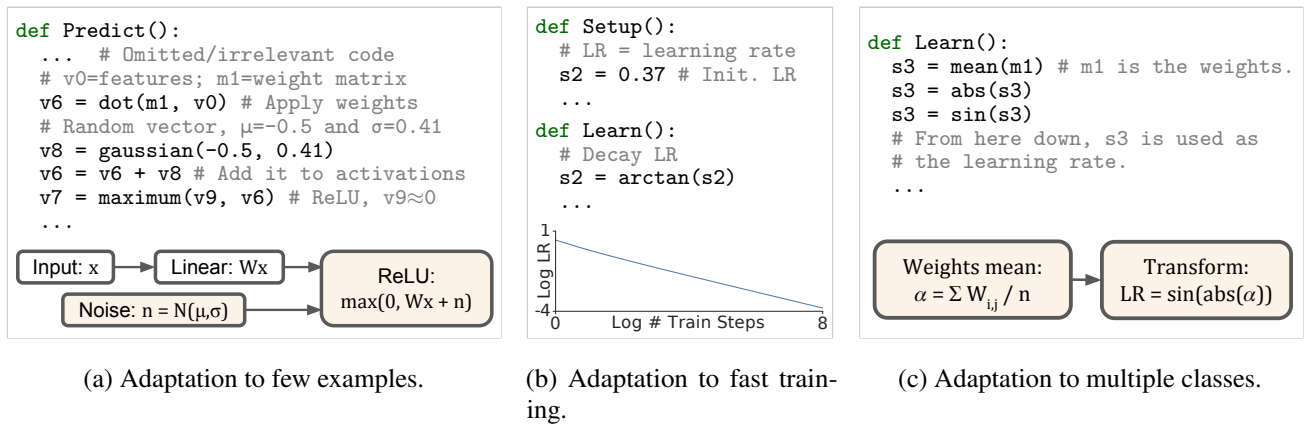 def Predict():
... # Omitted/irrelevant code
# v0=features; m1=weight matrix
v6 = dot(m1, v0) # Apply weights
# Random vector, μ=-0.5 and σ=0.41
v8 = gaussian(-0.5, 0.41)
v6 = v6 + v8 # Add it to activations
v7 = maximum(v9, v6) # ReLU, v9≈0
...
Input: x
Linear: Wx
Noise: n = N(μ,σ)
ReLU:
max(0, Wx + n)
(a) Adaptation to few examples.
def Setup():
# LR = learning rate
s2 = 0.37 # Init. LR
...
def Learn():
# Decay LR
s2 = arctan(s2)
...
1
Log LR
-4
0
Log # Train Steps
8
(b) Adaptation to fast train-
ing.
def Learn():
s3 = mean(m1) # m1 is the weights.
s3 = abs(s3)
s3 = sin(s3)
# From here down, s3 is used as
# the learning rate.
...
Weights mean:
α = Σ Wi,j / n
Transform:
LR = sin(abs(α))
(c) Adaptation to multiple classes.